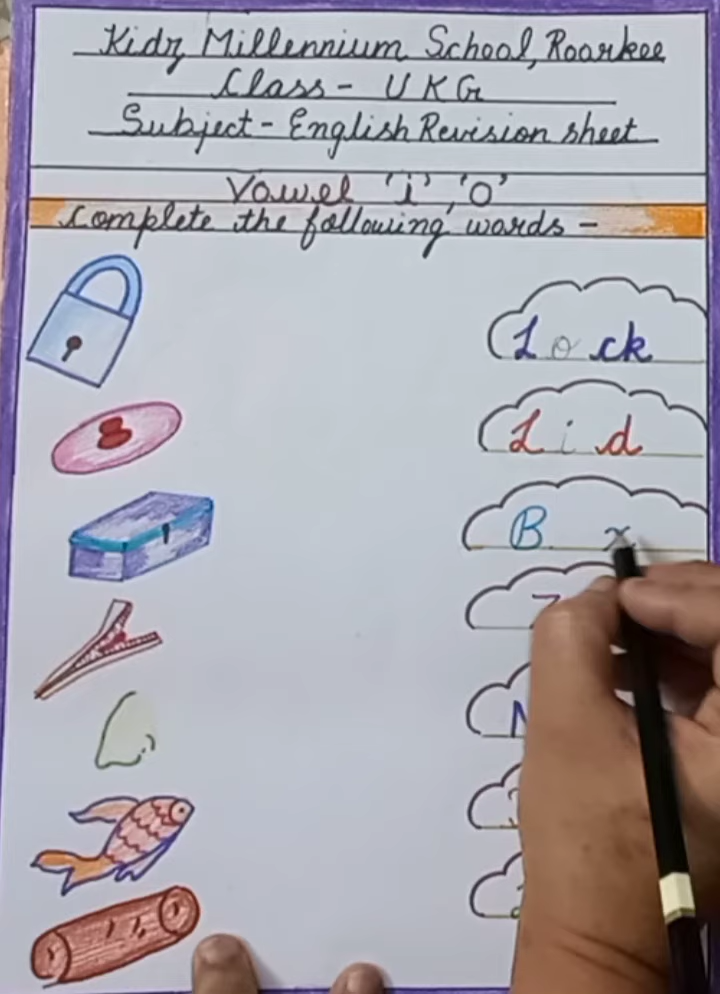 Kidz Millennium School, Roorkee
Class - UKG
Subject - English Revision sheet
Vowel 'i', 'o'
complete the following words -
Lock
Lid
B x
Z
N